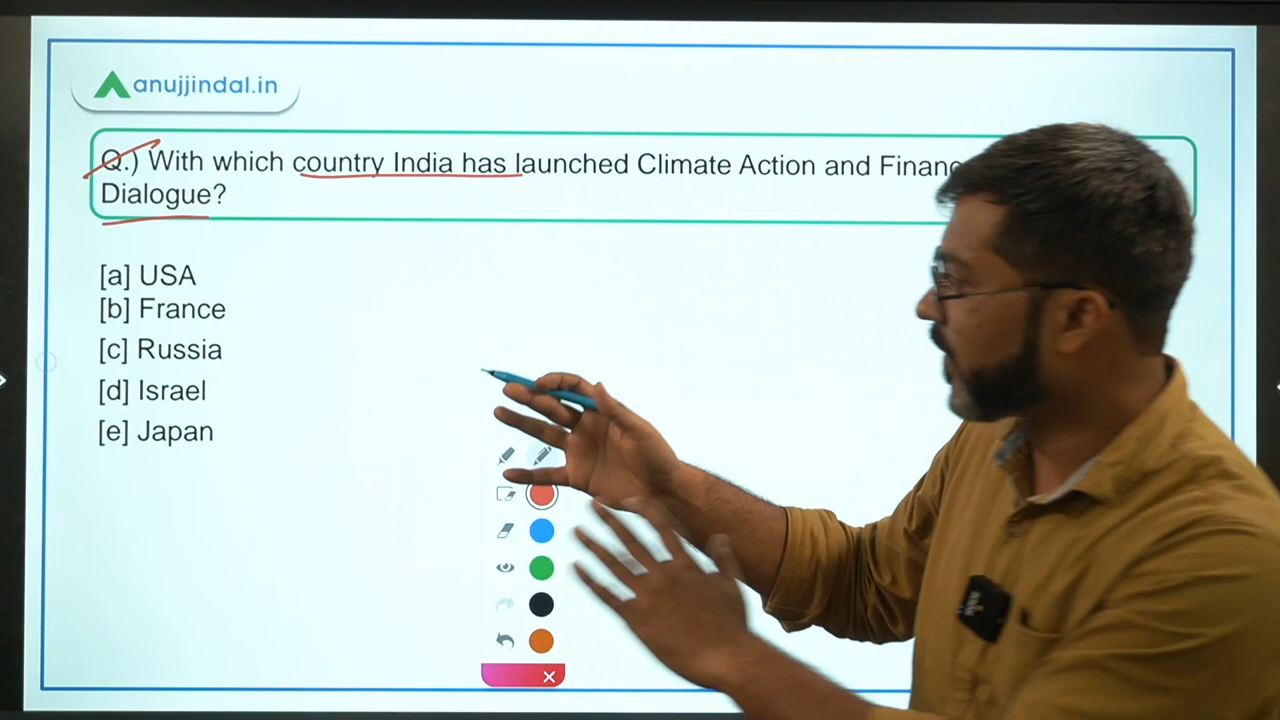 anujjindal.in
Q.) With which country India has launched Climate Action and Financ
Dialogue?
[a] USA
[b] France
[c] Russia
[d] Israel
[e] Japan